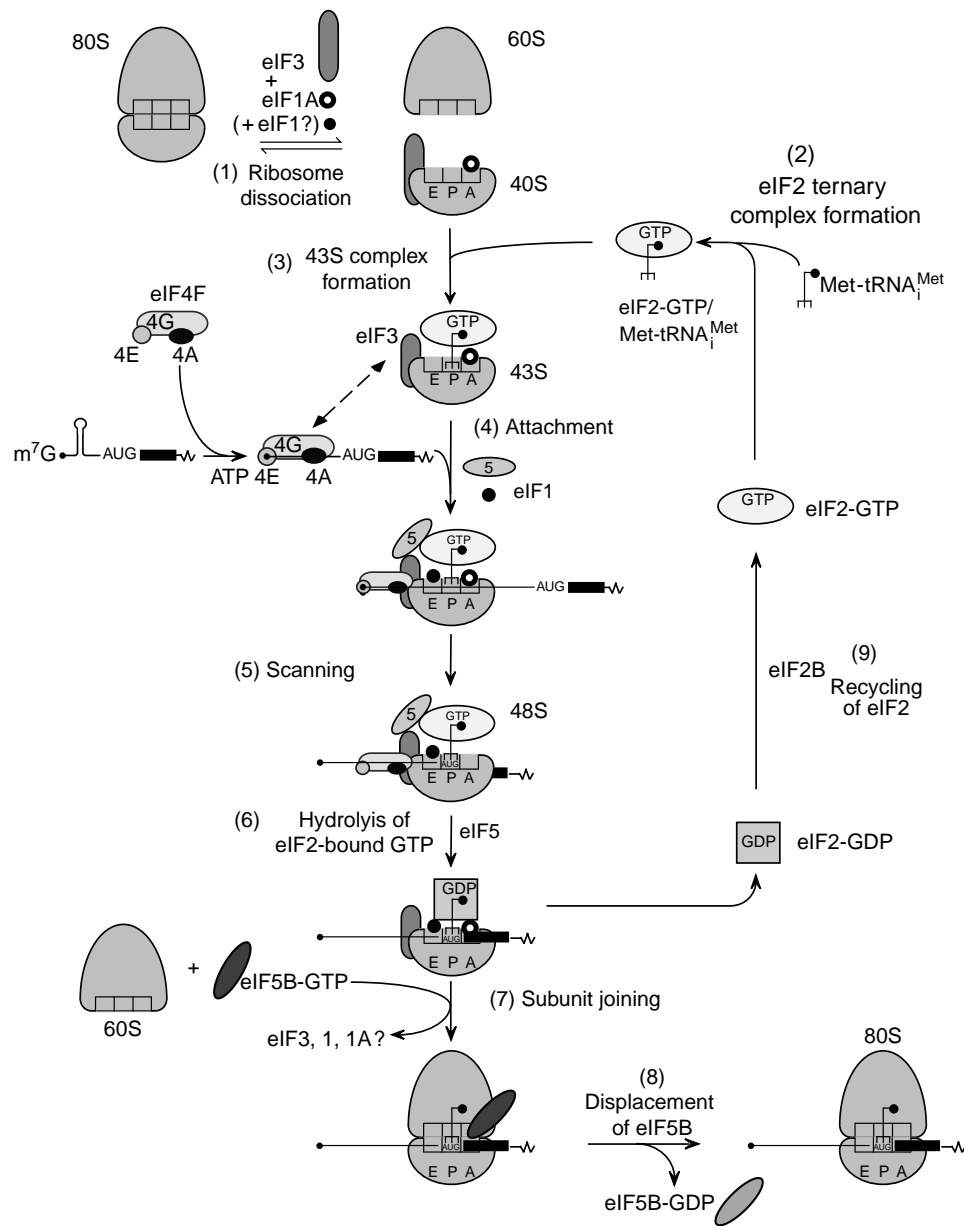 80S
60S
eIF3
+
eIF1A
(+eIF1?)
(1) Ribosome
dissociation
E P A
40S
(2)
eIF2 ternary
complex formation
GTP
Met-tRNAiMet
eIF2-GTP/
Met-tRNAiMet
(3) 43S complex
formation
eIF4F
4G
4E 4A
eIF3
GTP
E P A
43S
(4) Attachment
m7G
AUG
ATP
4G
4E 4A
AUG
5
eIF1
GTP
eIF2-GTP
5
GTP
E P A
AUG
(5) Scanning
eIF2B
(9)
Recycling
of eIF2
5
GTP
48S
AUG
E P A
(6) Hydrolyis of
eIF2-bound GTP
eIF5
GDP
eIF2-GDP
GDP
AUG
E P A
60S
+
eIF5B-GTP
(7) Subunit joining
eIF3, 1, 1A?
AUG
E P A
(8)
Displacement
of eIF5B
eIF5B-GDP
80S
AUG
E P A